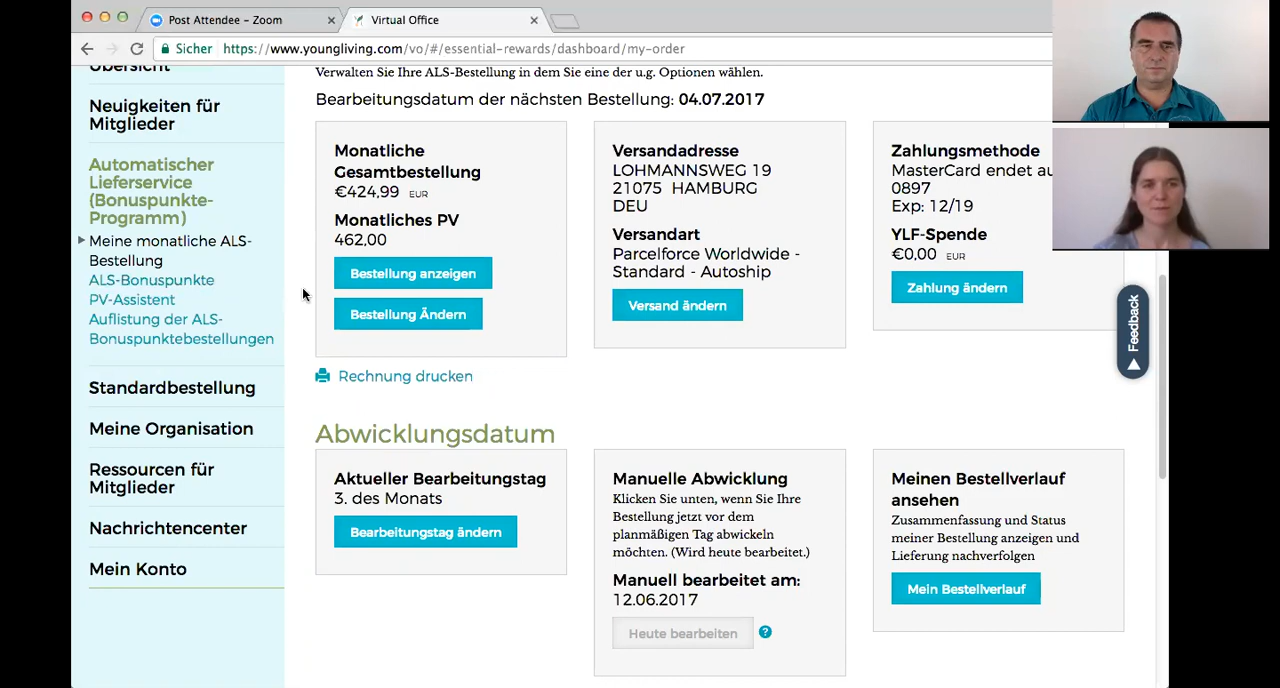 Post Attendee - Zoom
Virtual Office
Sicher
https://www.youngliving.com/vo/#/essential-rewards/dashboard/my-order
Übersicht
Neuigkeiten für
Mitglieder
Automatischer
Lieferservice
(Bonuspunkte-
Programm)
Meine monatliche ALS-
Bestellung
ALS-Bonuspunkte
PV-Assistent
Auflistung der ALS-
Bonuspunktebestellungen
Standardbestellung
Meine Organisation
Ressourcen für
Mitglieder
Nachrichtencenter
Mein Konto
Verwalten Sie Ihre ALS-Bestellung in dem Sie eine der u.g. Optionen wählen.
Bearbeitungsdatum der nächsten Bestellung: 04.07.2017
Monatliche
Gesamtbestellung
€424,99 EUR
Monatliches PV
462,00
Bestellung anzeigen
Bestellung Ändern
Versandadresse
LOHMANNSWEG 19
21075 HAMBURG
DEU
Versandart
Parcelforce Worldwide -
Standard - Autoship
Versand ändern
Zahlungsmethode
MasterCard endet
0897
Exp: 12/19
YLF-Spende
€0,00 EUR
Zahlung ändern
Feedback
Rechnung drucken
Abwicklungsdatum
Aktueller Bearbeitungstag
3. des Monats
Bearbeitungstag ändern
Manuelle Abwicklung
Klicken Sie unten, wenn Sie Ihre
Bestellung jetzt vor dem
planmäßigen Tag abwickeln
möchten. (Wird heute bearbeitet.)
Manuell bearbeitet am:
12.06.2017
Heute bearbeiten
?
Meinen Bestellverlauf
ansehen
Zusammenfassung und Status
meiner Bestellung anzeigen und
Lieferung nachverfolgen
Mein Bestellverlauf